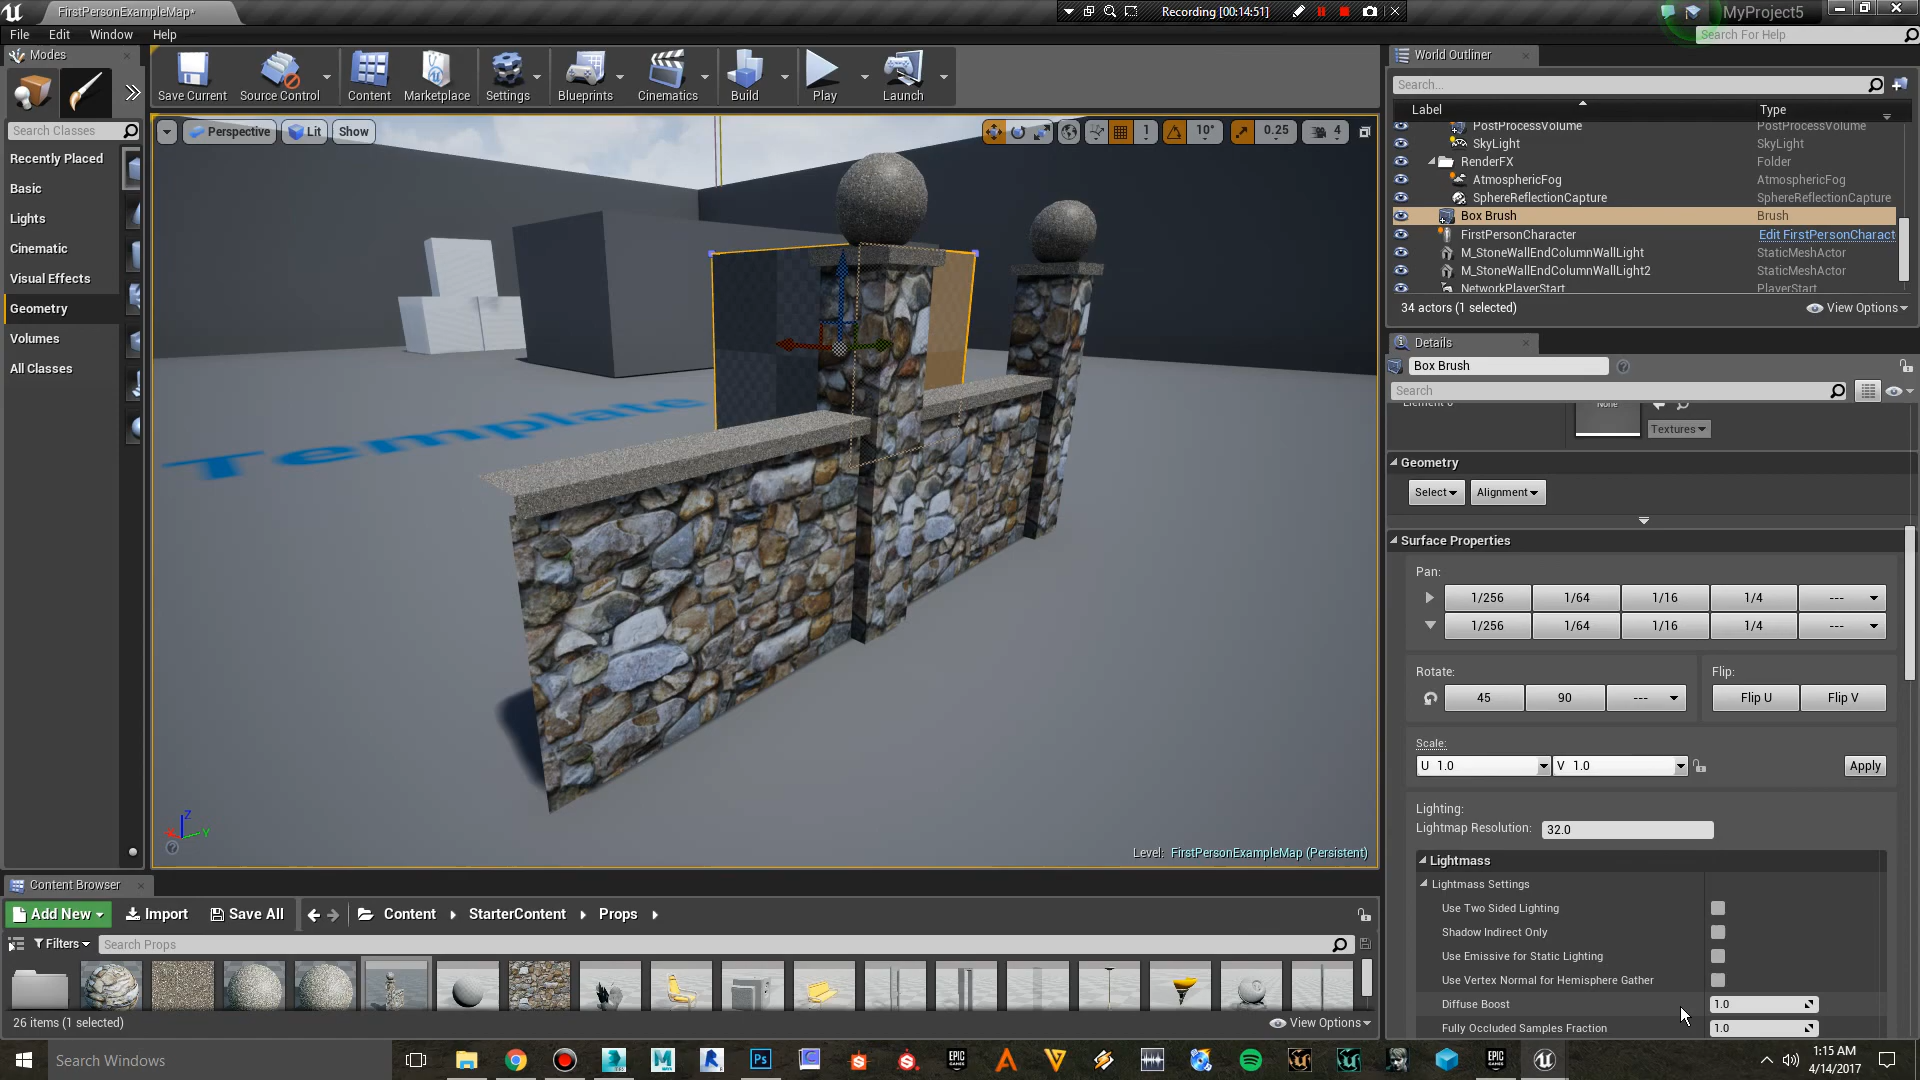 FirstPersonExampleMap*
Recording [00:14:51]
MyProject5
File Edit Window Help
Search For Help
Modes
World Outliner
Save Current Source Control Content Marketplace Settings Blueprints Cinematics Build Play Launch
Search...
Label Type
Search Classes
Perspective Lit Show
1 10° 0.25 4
PostProcessVolume PostProcessVolume
SkyLight SkyLight
RenderFX Folder
AtmosphericFog AtmosphericFog
SphereReflectionCapture SphereReflectionCapture
Box Brush Brush
FirstPersonCharacter Edit FirstPersonCharact
M_StoneWallEndColumnWallLight StaticMeshActor
M_StoneWallEndColumnWallLight2 StaticMeshActor
NetworkPlayerStart PlayerStart
34 actors (1 selected) View Options
Recently Placed
Basic
Lights
Cinematic
Visual Effects
Geometry
Volumes
All Classes
Template
Details
Box Brush
Search
Element 0
None
Textures
Geometry
Select Alignment
Surface Properties
Pan:
1/256 1/64 1/16 1/4 ---
1/256 1/64 1/16 1/4 ---
Rotate: Flip:
45 90 --- Flip U Flip V
Scale:
U 1.0 V 1.0 Apply
Lighting:
Lightmap Resolution: 32.0
Lightmass
Lightmass Settings
Use Two Sided Lighting
Shadow Indirect Only
Use Emissive for Static Lighting
Use Vertex Normal for Hemisphere Gather
Diffuse Boost 1.0
Fully Occluded Samples Fraction 1.0
Z
Y
Level: FirstPersonExampleMap (Persistent)
Content Browser
Add New Import Save All Content StarterContent Props
Filters Search Props
26 items (1 selected) View Options
Search Windows
Ps
EPIC GAMES
EPIC GAMES
1:15 AM
4/14/2017